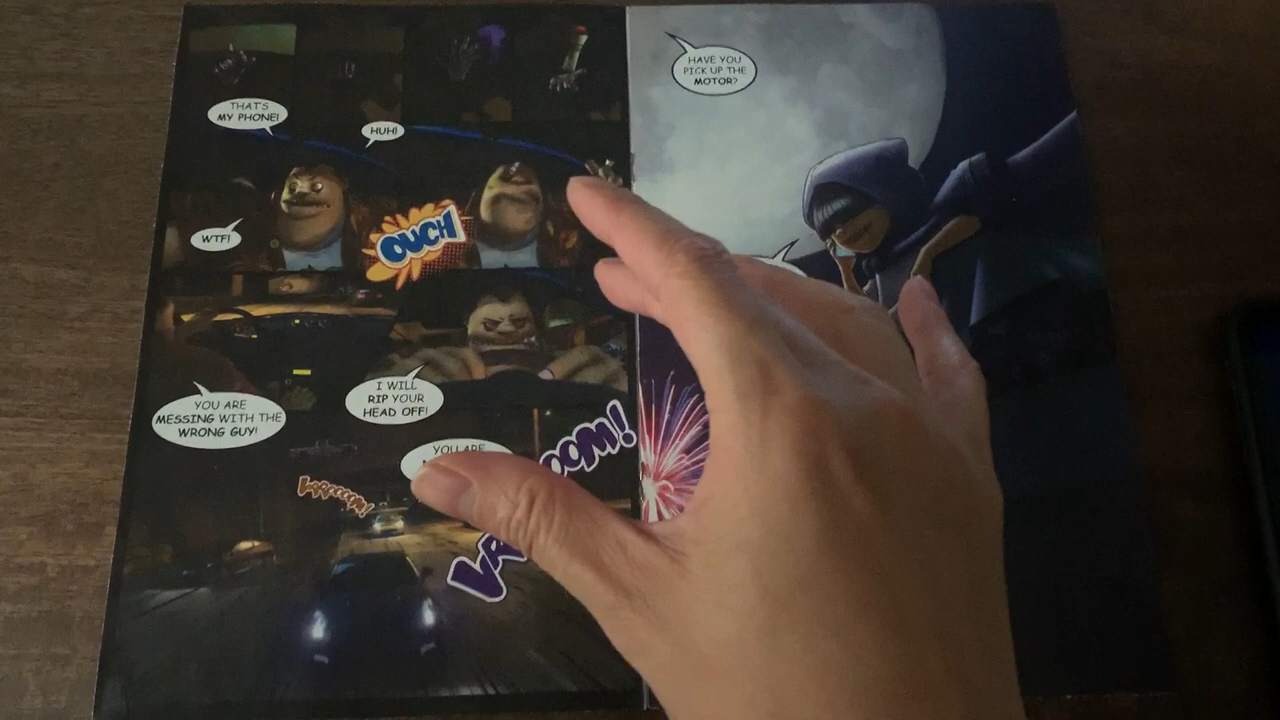 THAT'S
MY PHONE!
HUH!
WTF!
OUCH
YOU ARE
MESSING WITH THE
WRONG GUY!
I WILL
RIP YOUR
HEAD OFF!
YOU ARE
HAVE YOU
PICK UP THE
MOTOR?